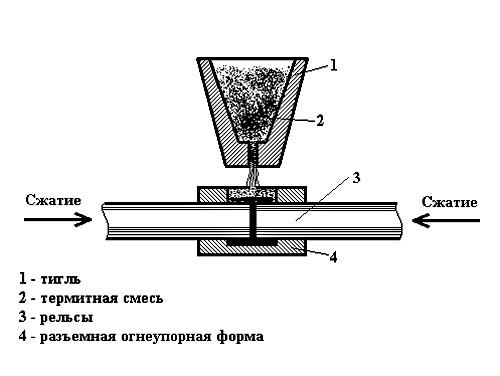 1
2
3
Сжатие
Сжатие
4
1 - тигль
2 - термитная смесь
3 - рельсы
4 - разъемная огнеупорная форма